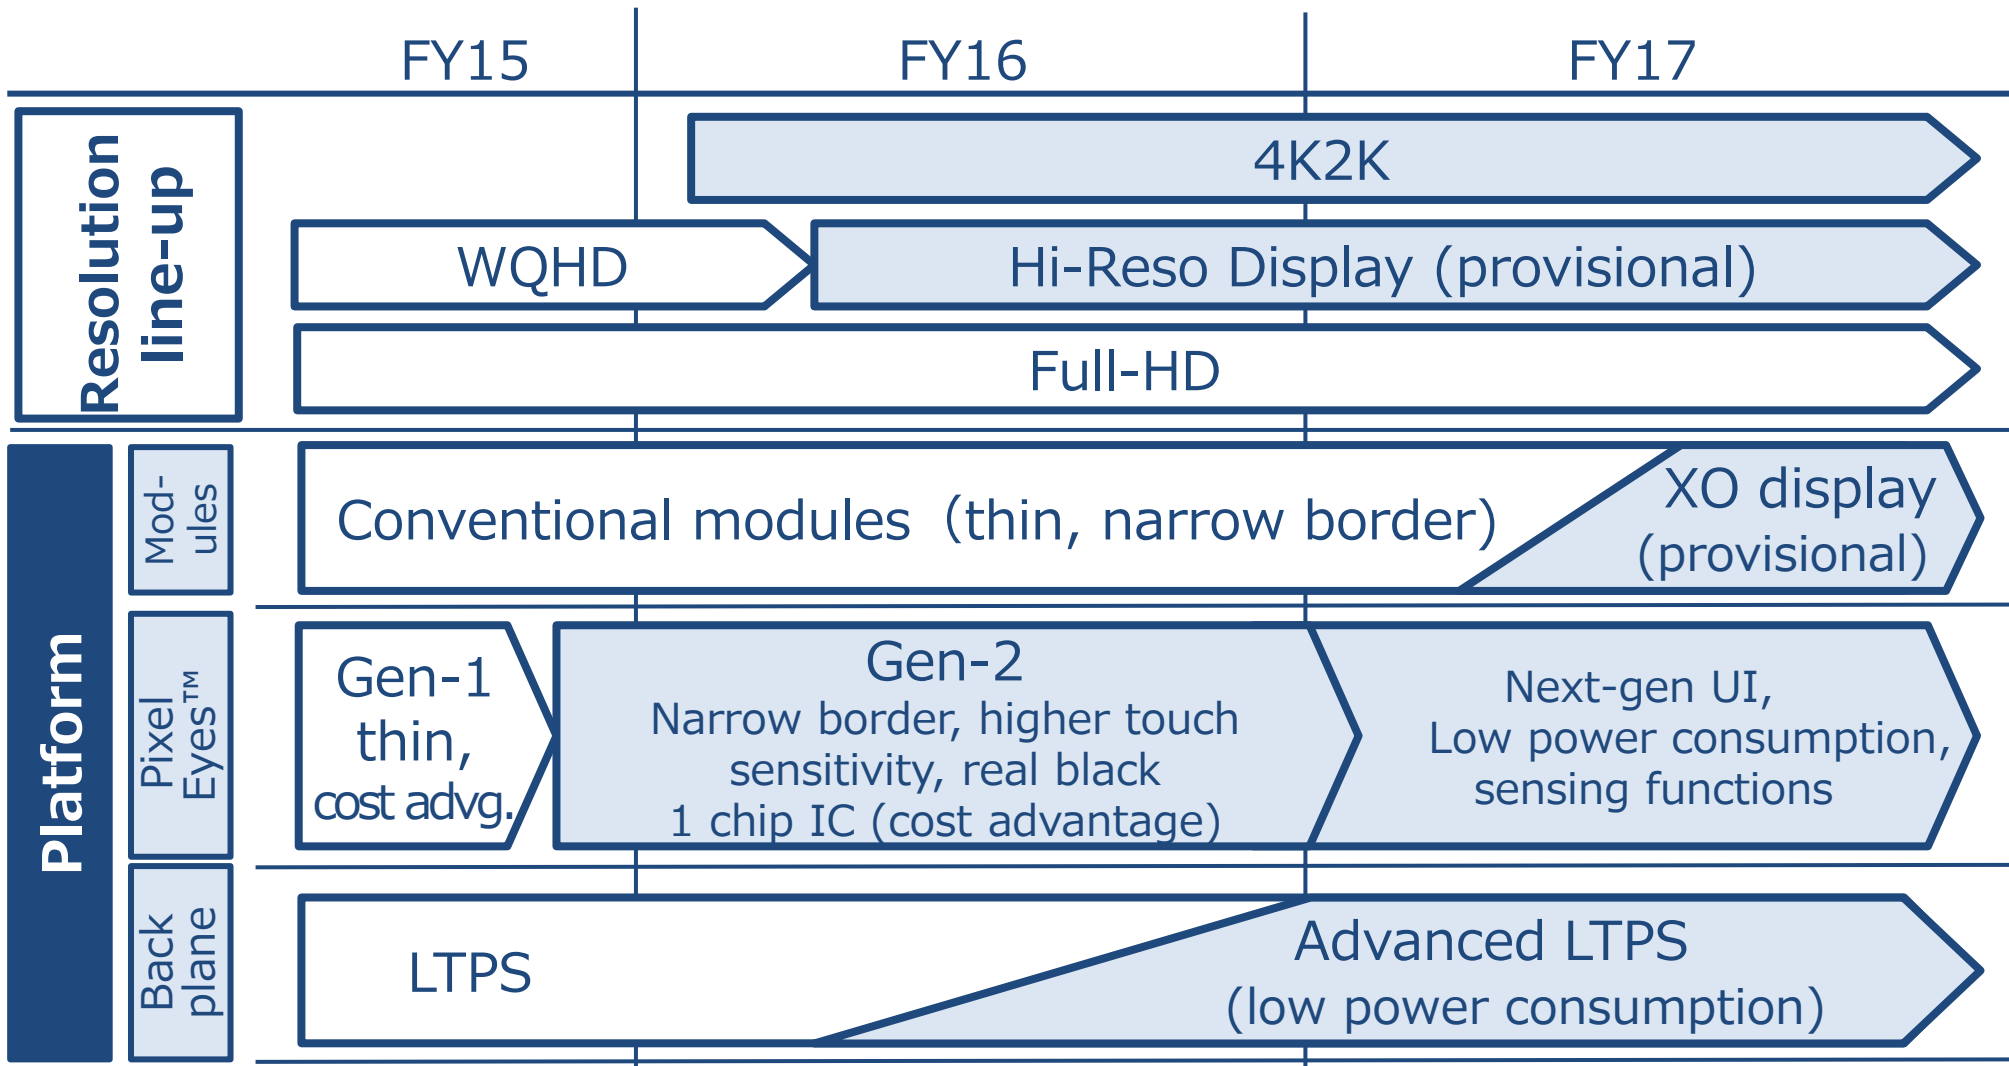 FY15
FY16
FY17
Resolution
line-up
4K2K
WQHD
Hi-Reso Display (provisional)
Full-HD
Platform
Mod-
ules
Conventional modules (thin, narrow border)
XO display
(provisional)
Pixel
Eyes™
Gen-1
thin,
cost advg.
Gen-2
Narrow border, higher touch
sensitivity, real black
1 chip IC (cost advantage)
Next-gen UI,
Low power consumption,
sensing functions
Back
plane
LTPS
Advanced LTPS
(low power consumption)